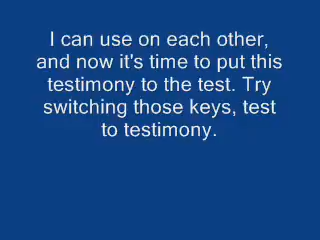 I can use on each other,
and now it's time to put this
testimony to the test. Try
switching those keys, test
to testimony.